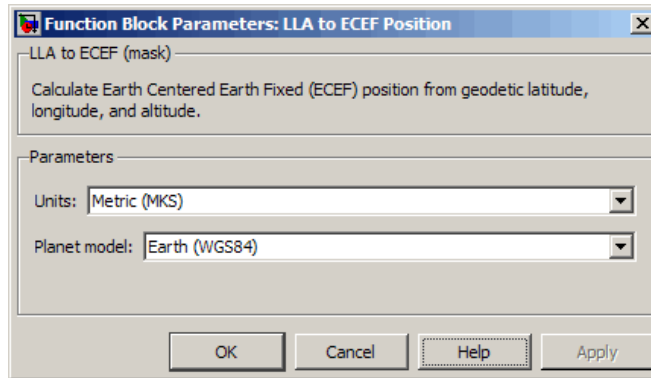 Function Block Parameters: LLA to ECEF Position
LLA to ECEF (mask)
Calculate Earth Centered Earth Fixed (ECEF) position from geodetic latitude,
longitude, and altitude.
Parameters
Units: Metric (MKS)
Planet model: Earth (WGS84)
OK Cancel Help Apply